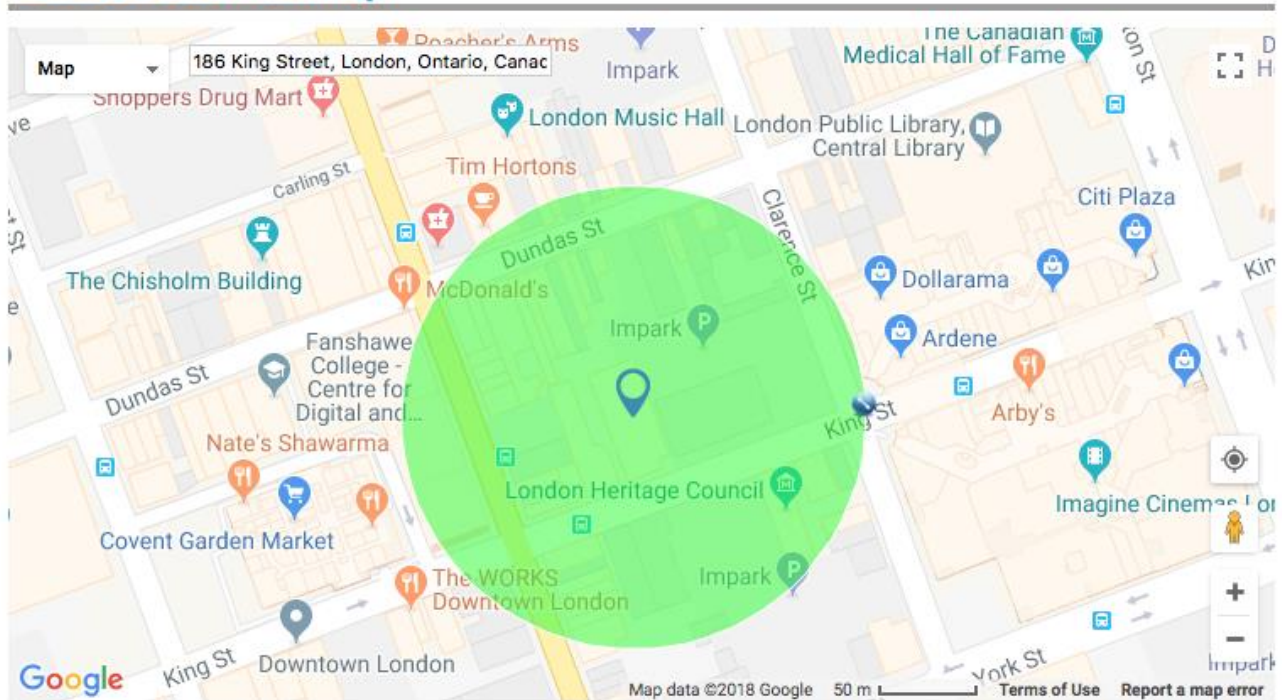 Map
186 King Street, London, Ontario, Canac
Poacher's Arms
Impark
The Canadian
Medical Hall of Fame
Shoppers Drug Mart
London Music Hall
London Public Library,
Central Library
Carling St
Tim Hortons
Citi Plaza
Clarence St
Dundas St
The Chisholm Building
McDonald's
Dollarama
Impark
Ardene
Fanshawe
College -
Centre for
Digital and...
Dundas St
King St
Arby's
Nate's Shawarma
London Heritage Council
Imagine Cinemas Lon
Covent Garden Market
The WORKS
Downtown London
Impark
King St
Downtown London
York St
Impark
Google
Map data ©2018 Google
50 m
Terms of Use
Report a map error